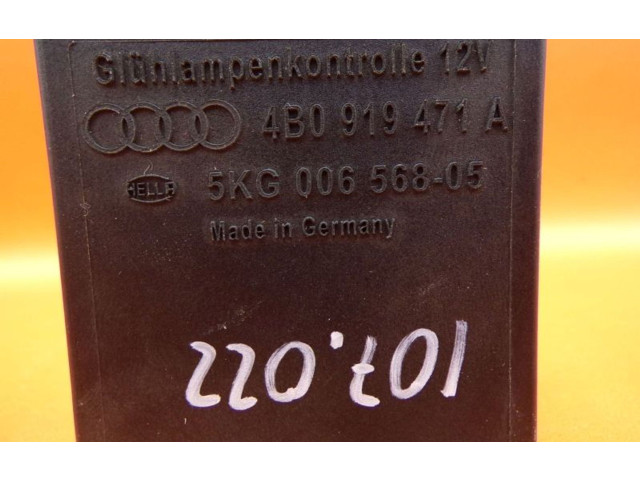 Glühlampenkontrolle 12V
4B0 919 471 A
HELLA 5KG 006 568-05
Made in Germany
107.022